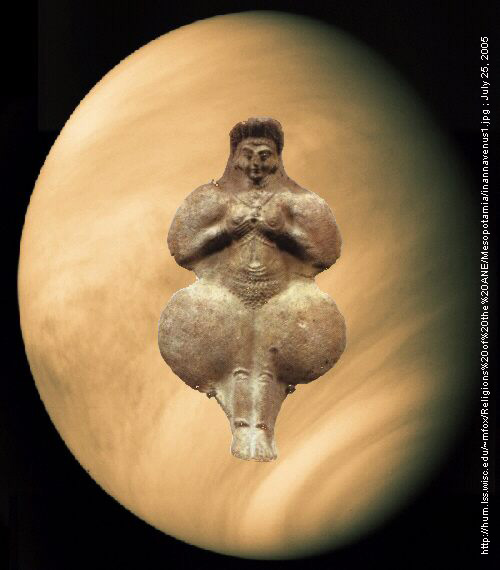 http://hum.lss.wisc.edu/~mfox/Religions%20of%20the%20ANE/Mesopotamia/inannavenus1.jpg ; July 25, 2005